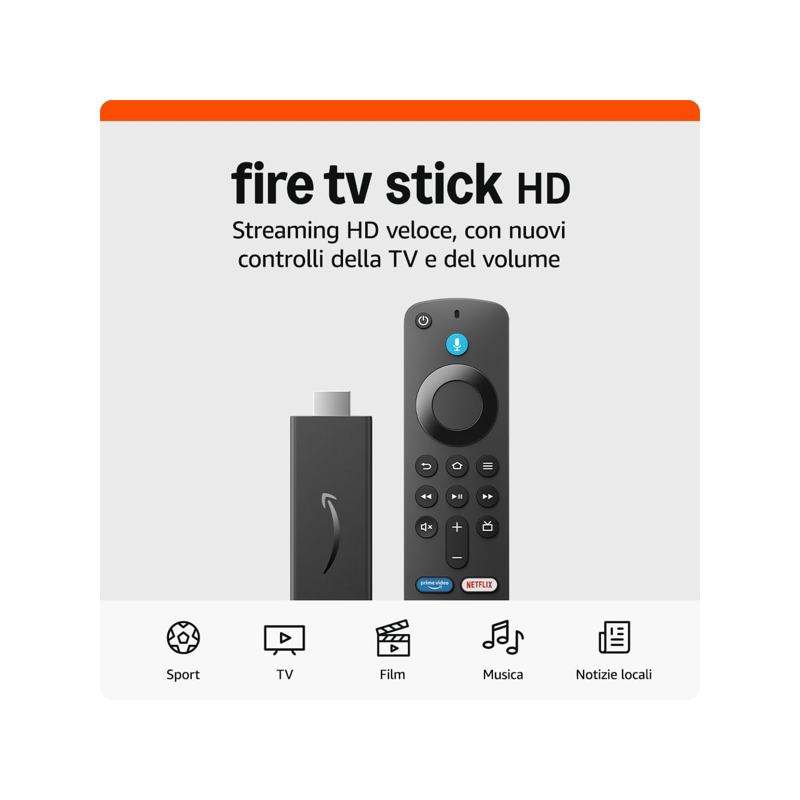 fire tv stick HD
Streaming HD veloce, con nuovi
controlli della TV e del volume
prime video
NETFLIX
Sport
TV
Film
Musica
Notizie locali